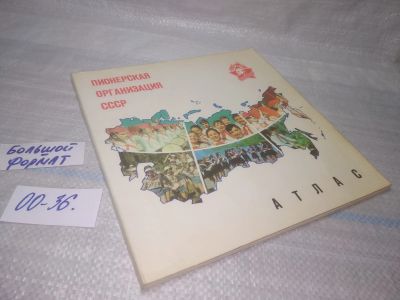 ПИОНЕРСКАЯ
ОРГАНИЗАЦИЯ
СССР
АТЛАС
БОЛЬШОЙ
ФОРМАТ
00-36.